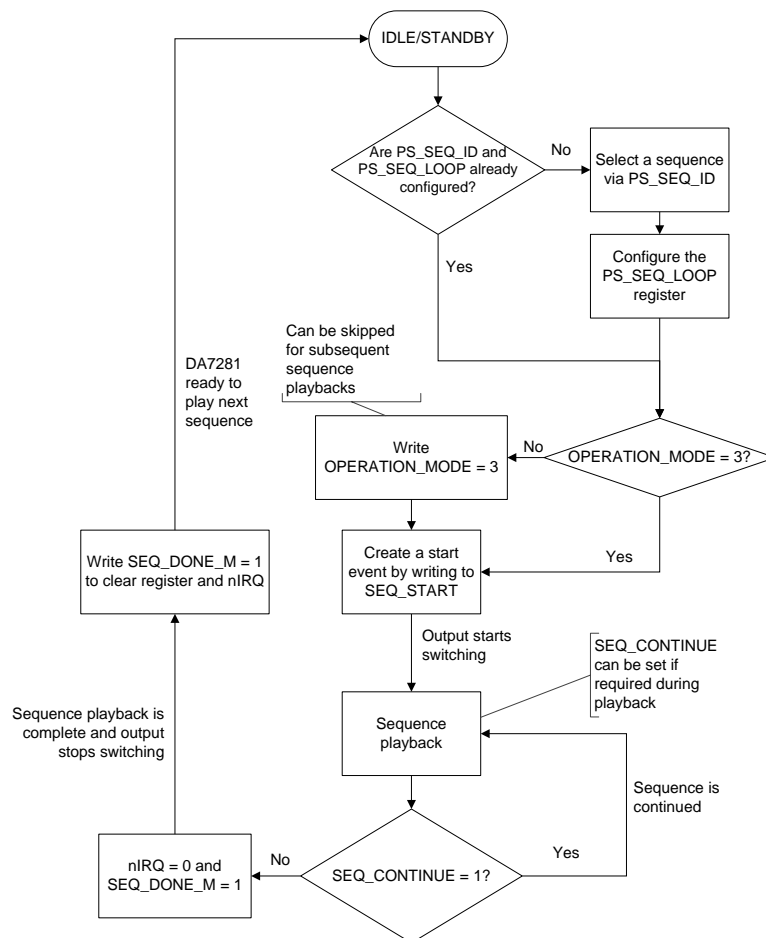 IDLE/STANDBY
Are PS_SEQ_ID and
PS_SEQ_LOOP already
configured?
No
Select a sequence
via PS_SEQ_ID
Yes
Configure the
PS_SEQ_LOOP
register
Can be skipped
for subsequent
sequence
playbacks
DA7281
ready to
play next
sequence
Write
OPERATION_MODE = 3
No
OPERATION_MODE = 3?
Write SEQ_DONE_M = 1
to clear register and nIRQ
Create a start
event by writing to
SEQ_START
Yes
Output starts
switching
SEQ_CONTINUE
can be set if
required during
playback
Sequence playback is
complete and output
stops switching
Sequence
playback
Sequence is
continued
nIRQ = 0 and
SEQ_DONE_M = 1
No
SEQ_CONTINUE = 1?
Yes